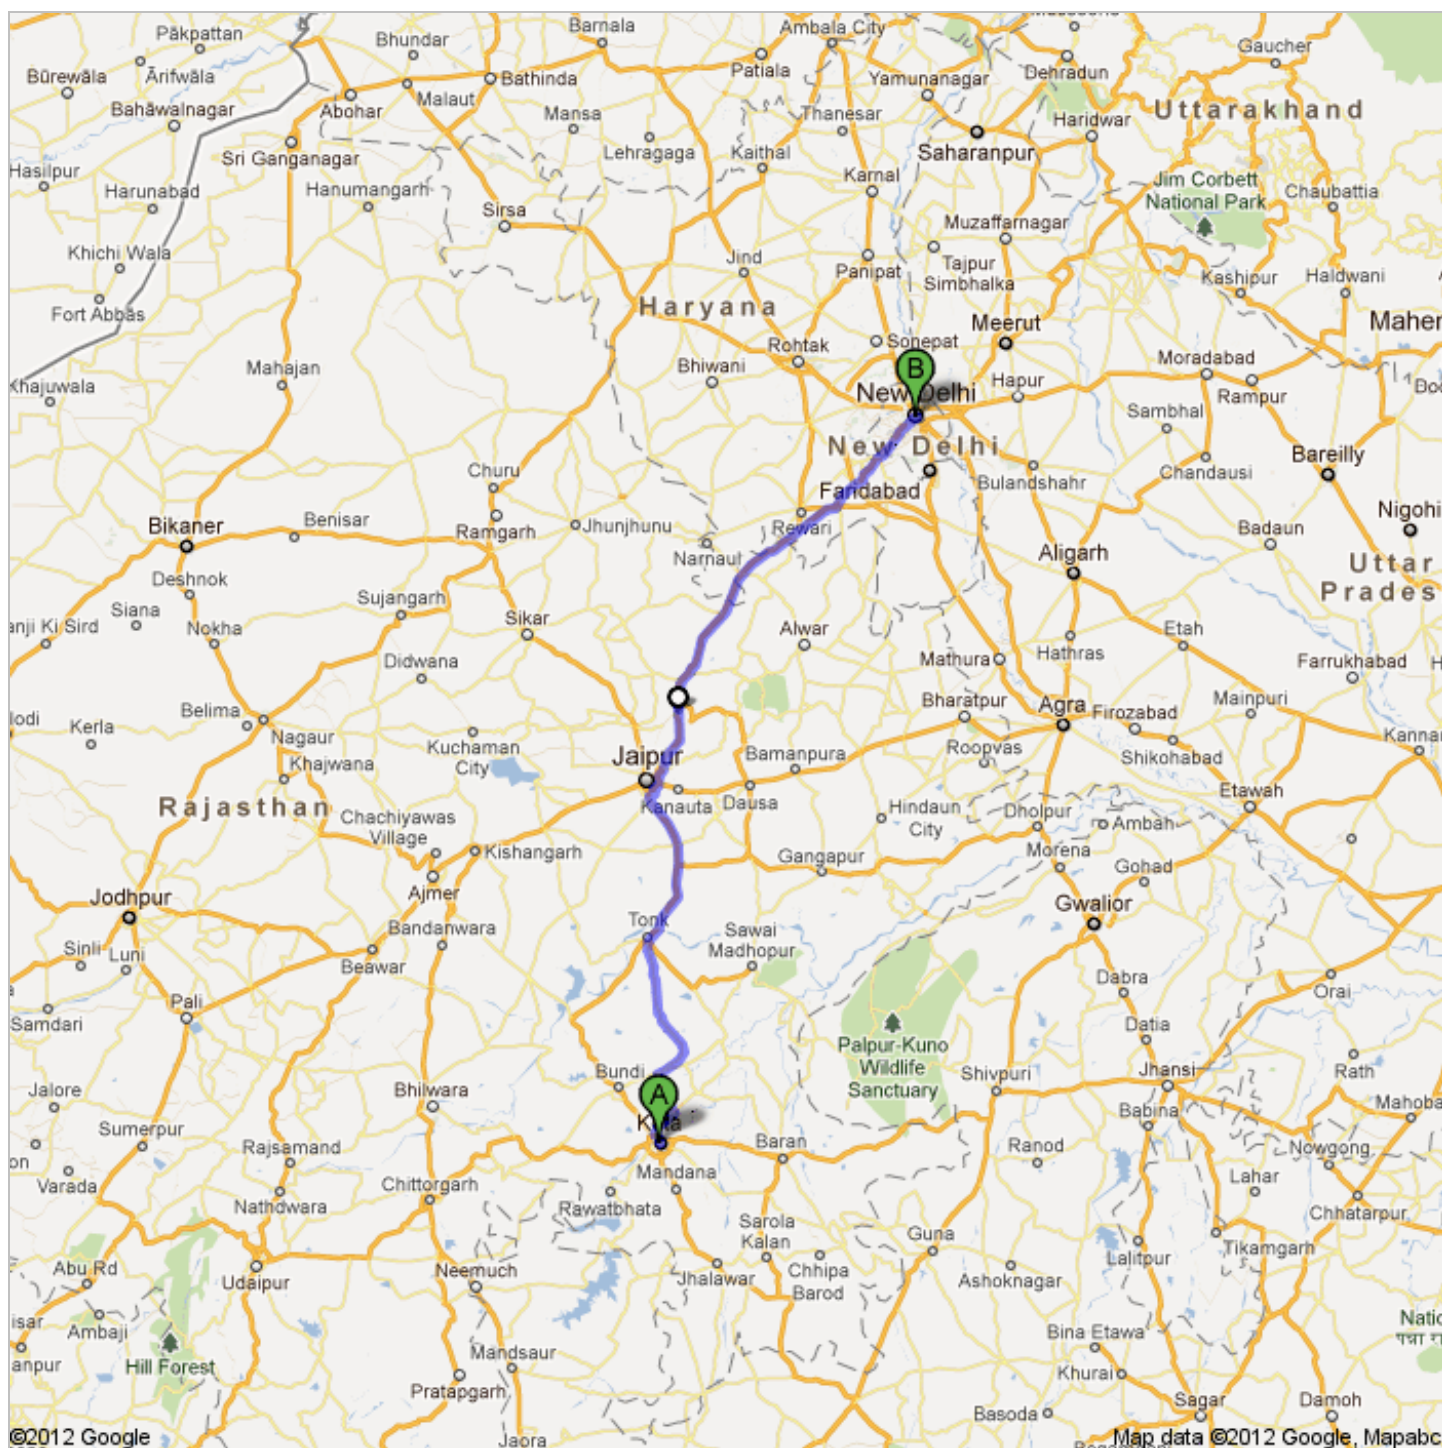 Pākpattan
Bhundar
Barnala
Ambala City
Gaucher
Būrewāla
Ārifwāla
Bathinda
Patiala
Yamunanagar
Dehradun
Bahāwalnagar
Abohar
Malaut
Mansa
Thanesar
Haridwar
Uttarakhand
Sri Ganganagar
Lehragaga
Kaithal
Saharanpur
Hasilpur
Harunabad
Hanumangarh
Karnal
Jim Corbett
National Park
Chaubattia
Sirsa
Muzaffarnagar
Khichi Wala
Jind
Panipat
Tajpur
Simbhalka
Kashipur
Haldwani
Fort Abbas
Haryana
Meerut
Maher
Rohtak
Sonepat
Moradabad
Mahajan
Bhiwani
B
Hapur
Rampur
Khajuwala
New Delhi
Sambhal
New Delhi
Churu
Faridabad
Bulandshahr
Chandausi
Bareilly
Bikaner
Benisar
Ramgarh
Jhunjhunu
Rewari
Nigohi
Badaun
Narnaul
Aligarh
Uttar
Prades
Deshnok
Siana
Sujangarh
Sikar
anji Ki Sird
Nokha
Alwar
Etah
Hathras
Didwana
Mathura
Farrukhabad
Belima
Bharatpur
Agra
Firozabad
Mainpuri
lodi
Kerla
Nagaur
Kuchaman
City
Jaipur
Bamanpura
Roopvas
Shikohabad
Kannau
Khajwana
Rajasthan
Kanauta
Dausa
Hindaun
City
Dholpur
Ambah
Etawah
Chachiyawas
Village
Kishangarh
Gangapur
Morena
Gohad
Ajmer
Jodhpur
Gwalior
Bandanwara
Tonk
Sawai
Madhopur
Sinli
Luni
Beawar
Dabra
Orai
Pali
Samdari
Datia
Palpur-Kuno
Wildlife
Sanctuary
Jalore
Bhilwara
Bundi
A
Shivpuri
Jhansi
Rath
Babina
Mahoba
Sumerpur
Rajsamand
Baran
Ranod
Nowgong
Varada
Nathdwara
Chittorgarh
Mandana
Rawatbhata
Lahar
Chhatarpur
Sarola
Kalan
Guna
Lalitpur
Tikamgarh
Abu Rd
Udaipur
Neemuch
Jhalawar
Chhipa
Barod
Ashoknagar
Ambaji
Hill Forest
Mandsaur
Bina Etawa
Khurai
anpur
Pratapgarh
Sagar
Damoh
Basoda
Jaora
©2012 Google
Map data ©2012 Google, Mapabc